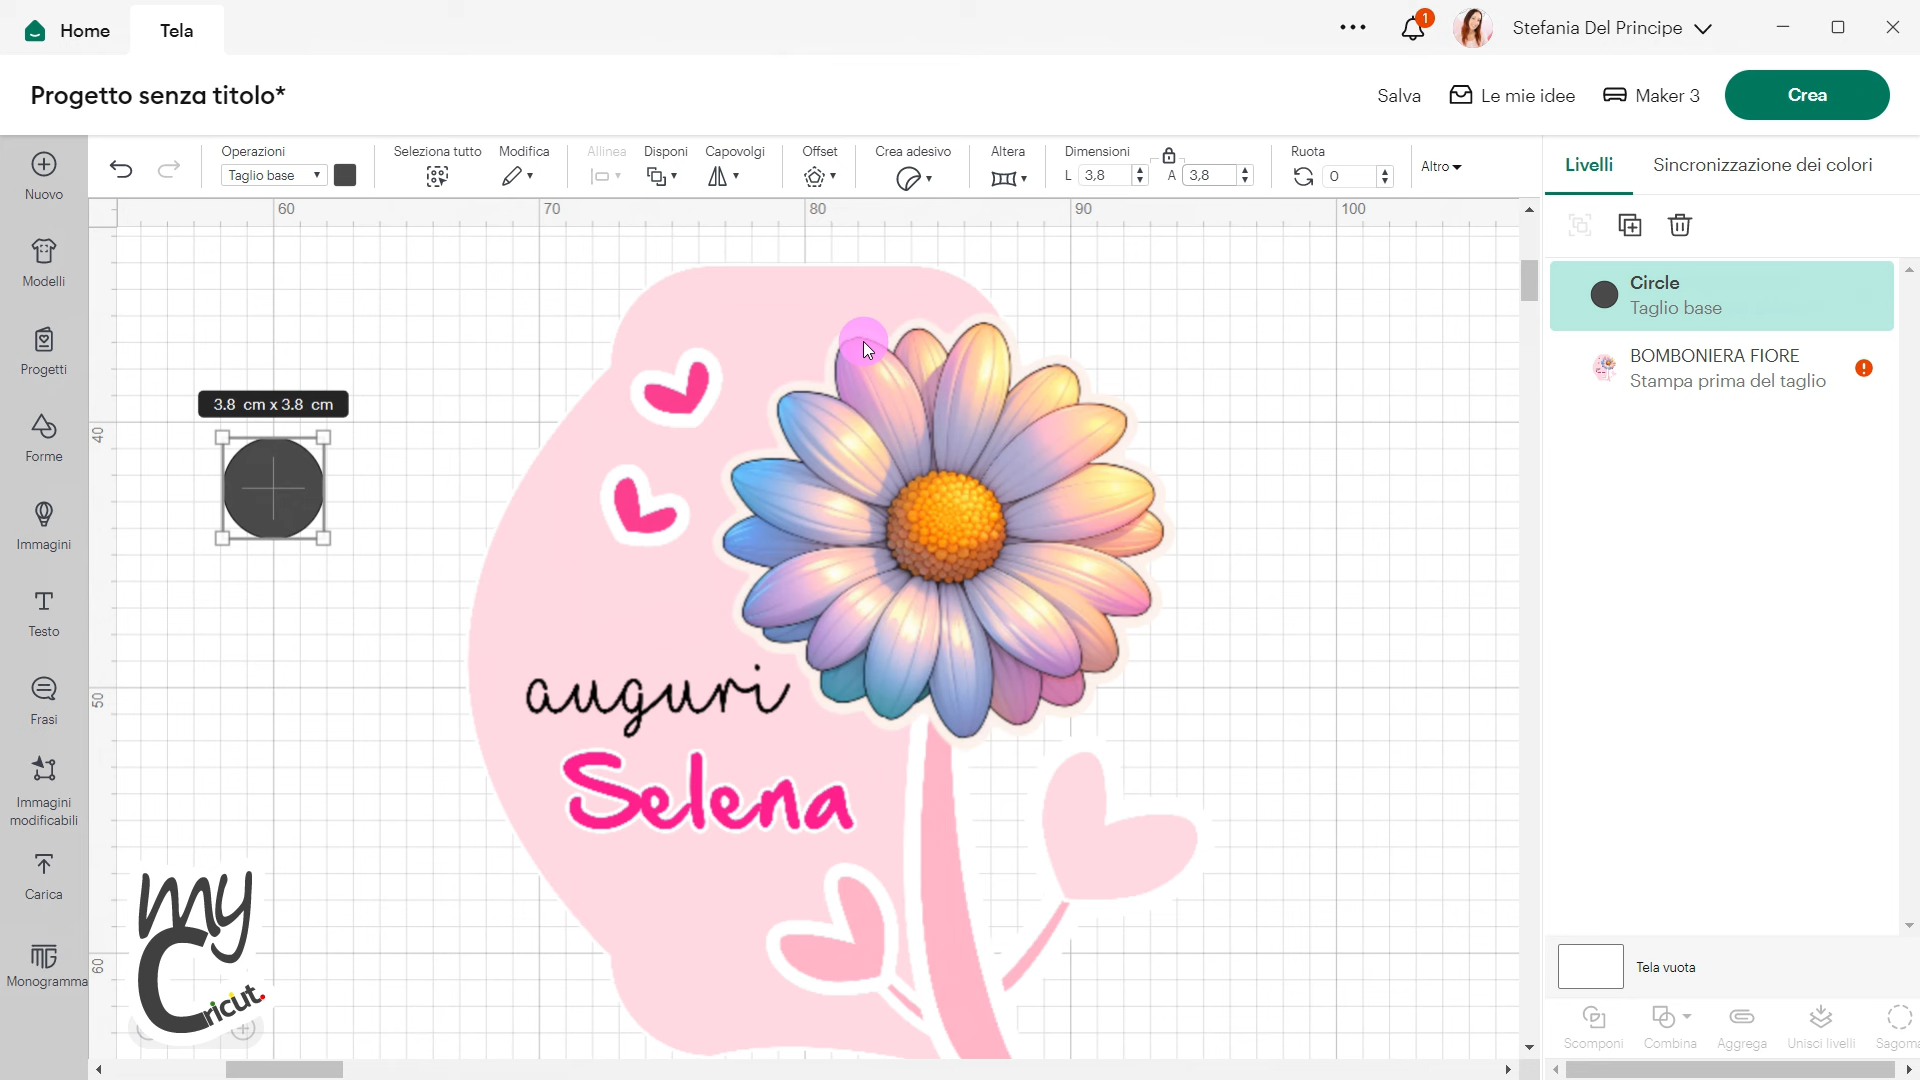 Home
Tela
1
Stefania Del Principe
Progetto senza titolo*
Salva
Le mie idee
Maker 3
Crea
Operazioni
Taglio base
Seleziona tutto
Modifica
Allinea
Disponi
Capovolgi
Offset
Crea adesivo
Altera
Dimensioni
L 3,8
A 3,8
Ruota
0
Altro
Livelli
Sincronizzazione dei colori
Nuovo
Modelli
Progetti
Forme
Immagini
Testo
Frasi
Immagini
modificabili
Carica
Monogramma
60
70
80
90
100
40
50
60
3.8 cm x 3.8 cm
auguri
Selena
my
Cricut.
Circle
Taglio base
BOMBONIERA FIORE
Stampa prima del taglio
Tela vuota
Scomponi
Combina
Aggrega
Unisci livelli